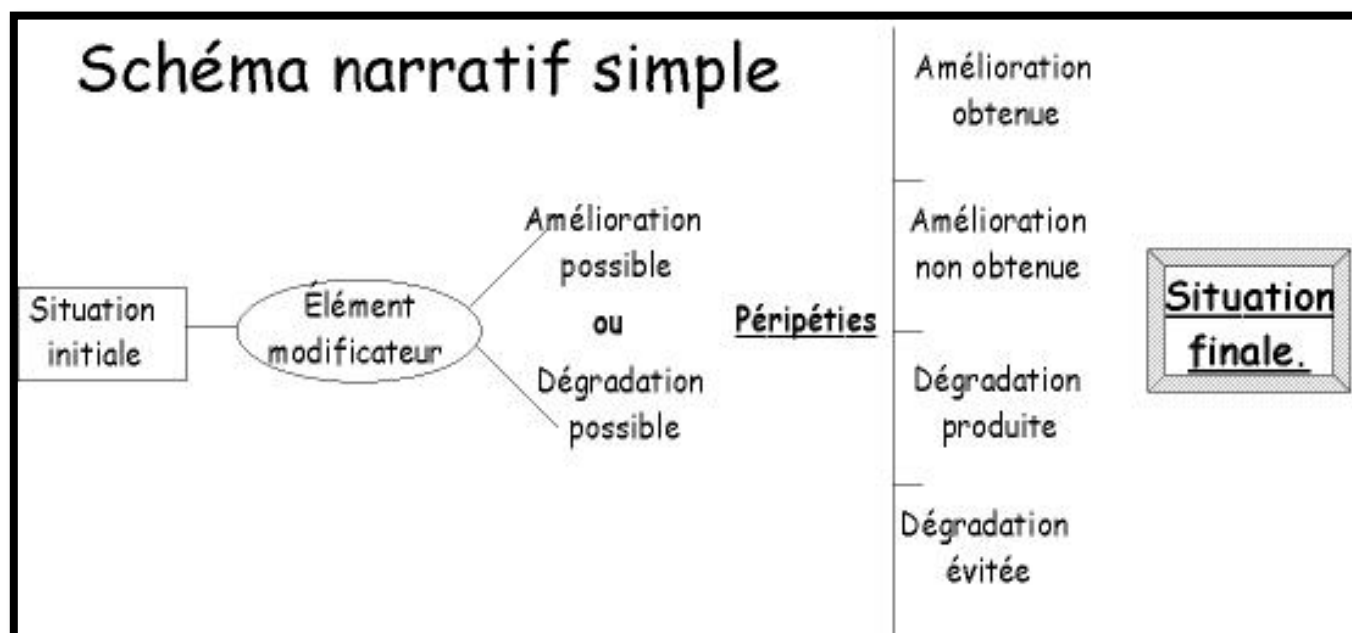 Schéma narratif simple
Situation
initiale
Élément
modificateur
Amélioration
possible
ou
Dégradation
possible
Péripéties
Amélioration
obtenue
Amélioration
non obtenue
Dégradation
produite
Dégradation
évitée
Situation
finale.